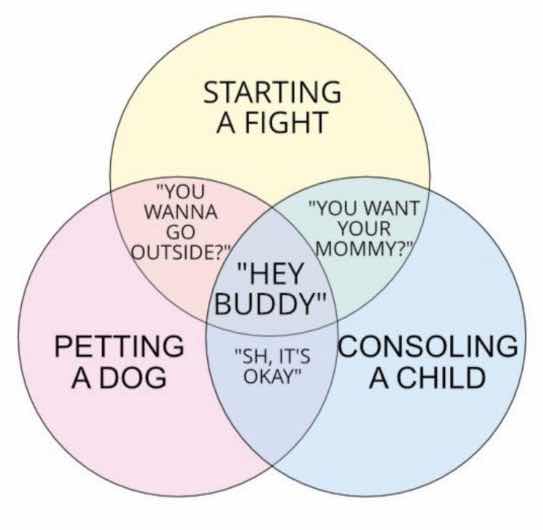 STARTING
A FIGHT
"YOU
WANNA
GO
OUTSIDE?"
"YOU WANT
YOUR
MOMMY?"
"HEY
BUDDY"
PETTING
A DOG
"SH, IT'S
OKAY"
CONSOLING
A CHILD